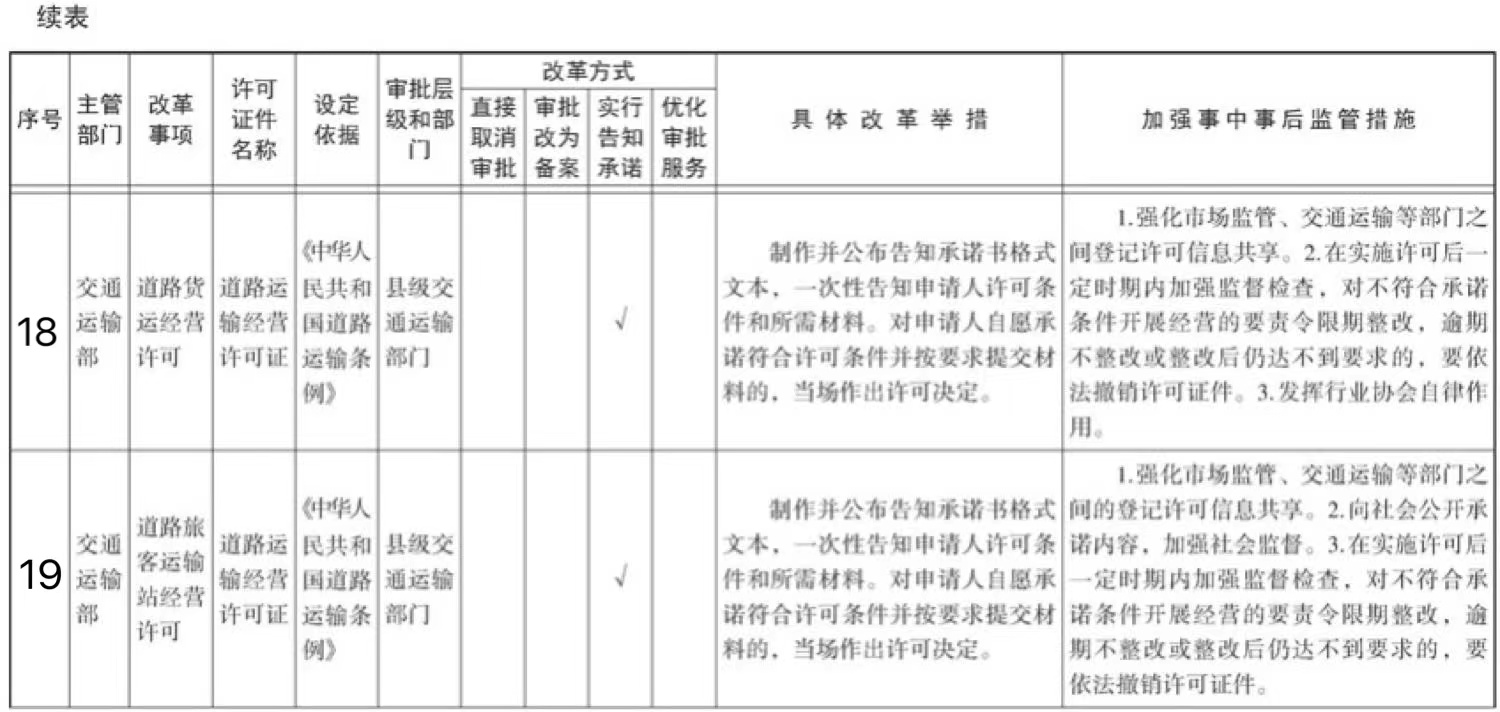 续表
序号
主管
部门
改革
事项
许可
证件
名称
设定
依据
审批层
级和部
门
改革方式
直接
取消
审批
审批
改为
备案
实行
告知
承诺
优化
审批
服务
具体改革举措
加强事中事后监管措施
18
交通
运输
部
道路货
运经营
许可
道路运
输经营
许可证
《中华人
民共和
国道路
运输条
例》
县级交
通运输
部门
√
制作并公布告知承诺书格式
文本，一次性告知申请人许可条
件和所需材料。对申请人自愿承
诺符合许可条件并按要求提交材
料的，当场作出许可决定。
1.强化市场监管、交通运输等部门之
间登记许可信息共享。2.在实施许可后一
定时期内加强监督检查，对不符合承诺
条件开展经营的要责令限期整改，逾期
不整改或整改后仍达不到要求的，要依
法撤销许可证件。3.发挥行业协会自律作
用。
19
交通
运输
部
道路旅
客运输
站经营
许可
道路运
输经营
许可证
《中华人
民共和
国道路
运输条
例》
县级交
通运输
部门
√
制作并公布告知承诺书格式
文本，一次性告知申请人许可条
件和所需材料。对申请人自愿承
诺符合许可条件并按要求提交材
料的，当场作出许可决定。
1.强化市场监管、交通运输等部门之
间的登记许可信息共享。2.向社会公开承
诺内容，加强社会监督。3.在实施许可后
一定时期内加强监督检查，对不符合承
诺条件开展经营的要责令限期整改，逾
期不整改或整改后仍达不到要求的，要
依法撤销许可证件。